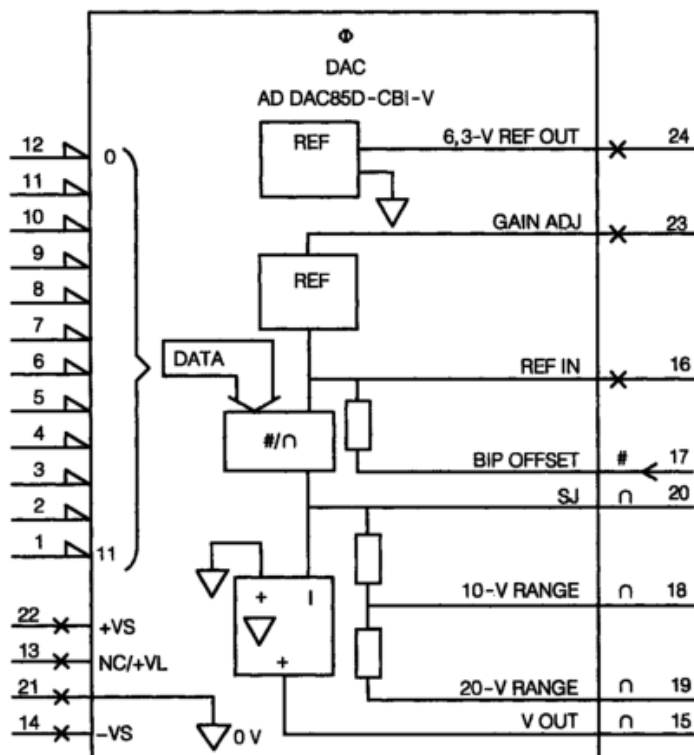 Φ
DAC
AD DAC85D-CBI-V
REF
6,3-V REF OUT
24
12
0
11
GAIN ADJ
23
10
9
REF
8
7
DATA
6
REF IN
16
5
#/∩
4
BIP OFFSET
#
17
3
SJ
∩
20
2
1
11
+
I
10-V RANGE
∩
18
22
+VS
+
13
NC/+VL
20-V RANGE
∩
19
21
V OUT
∩
15
14
-VS
0 V